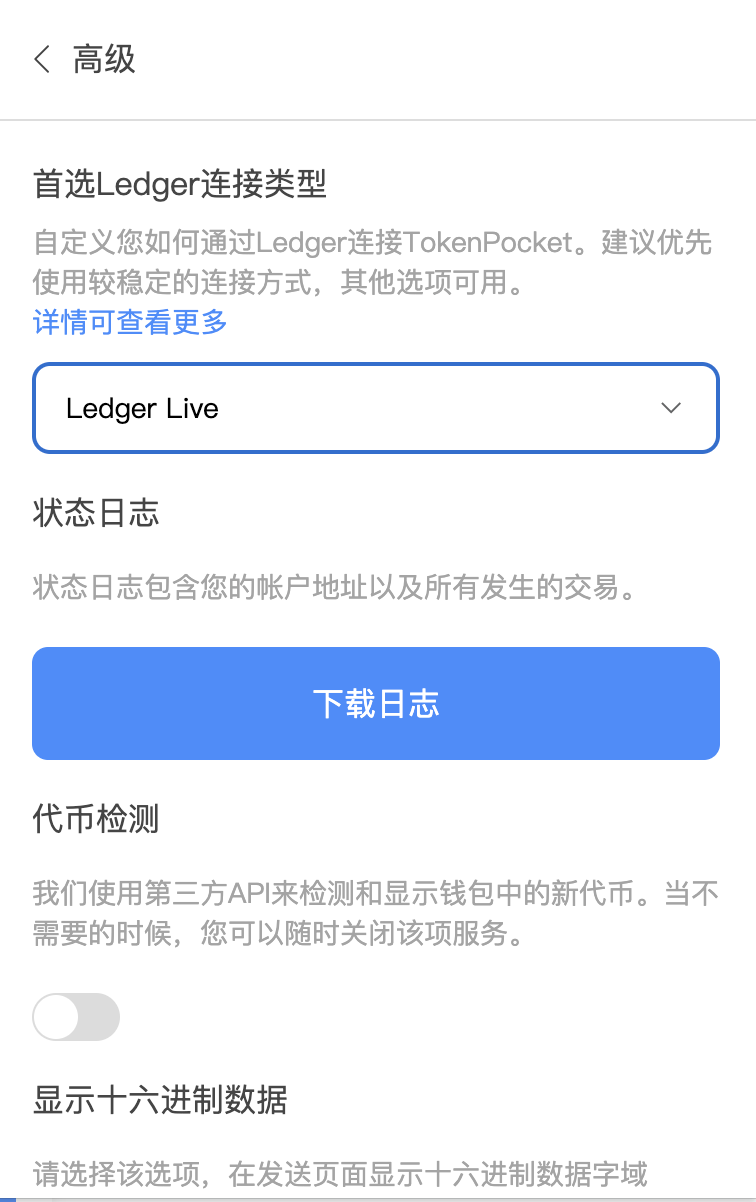 高级
首选Ledger连接类型
自定义您如何通过Ledger连接TokenPocket。建议优先
使用较稳定的连接方式，其他选项可用。
详情可查看更多
Ledger Live
状态日志
状态日志包含您的帐户地址以及所有发生的交易。
下载日志
代币检测
我们使用第三方API来检测和显示钱包中的新代币。当不
需要的时候，您可以随时关闭该项服务。
显示十六进制数据
请选择该选项，在发送页面显示十六进制数据字域